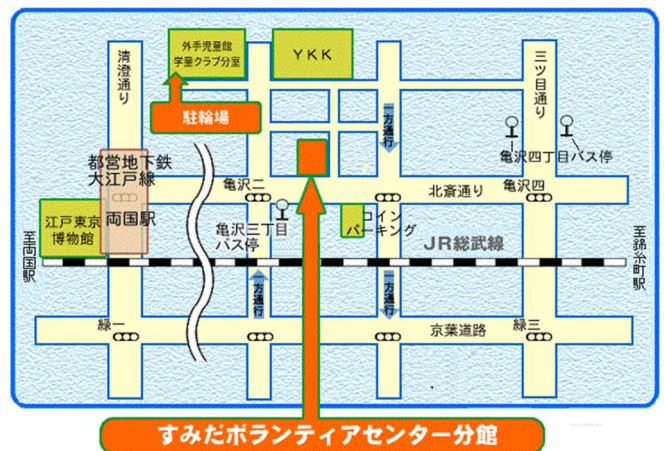 外手児童館
学童クラブ分室
YKK
清澄通り
三ツ目通り
駐輪場
一方通行
亀沢四丁目バス停
都営地下鉄
大江戸線
両国駅
亀沢二
北斎通り
亀沢四
江戸東京
博物館
亀沢三丁目
バス停
コイン
パーキング
至両国駅
JR総武線
至錦糸町駅
一方通行
一方通行
緑一
京葉道路
緑三
すみだボランティアセンター分館